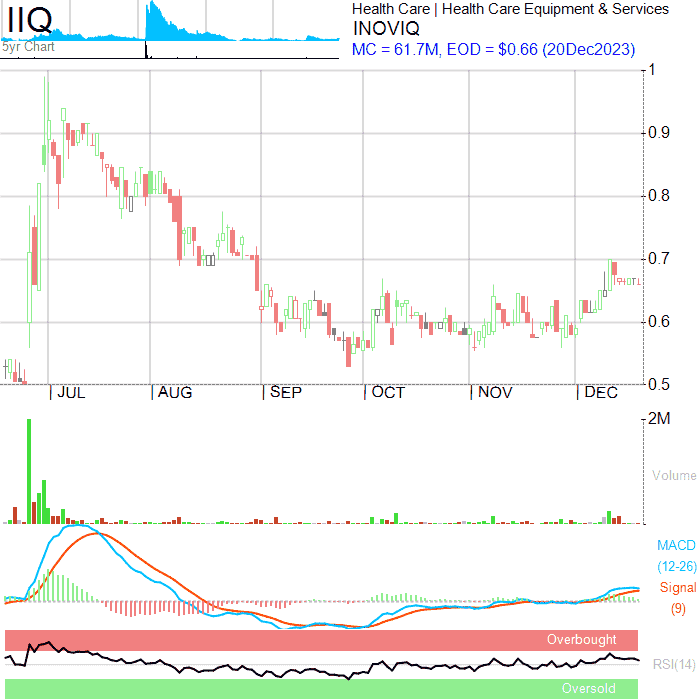 IIQ
5yr Chart
Health Care | Health Care Equipment & Services
INOVIQ
MC = 61.7M, EOD = $0.66 (20Dec2023)
1
0.9
0.8
0.7
0.6
0.5
JUL AUG SEP OCT NOV DEC
2M
Volume
MACD
(12-26)
Signal
(9)
Overbought
RSI(14)
Oversold